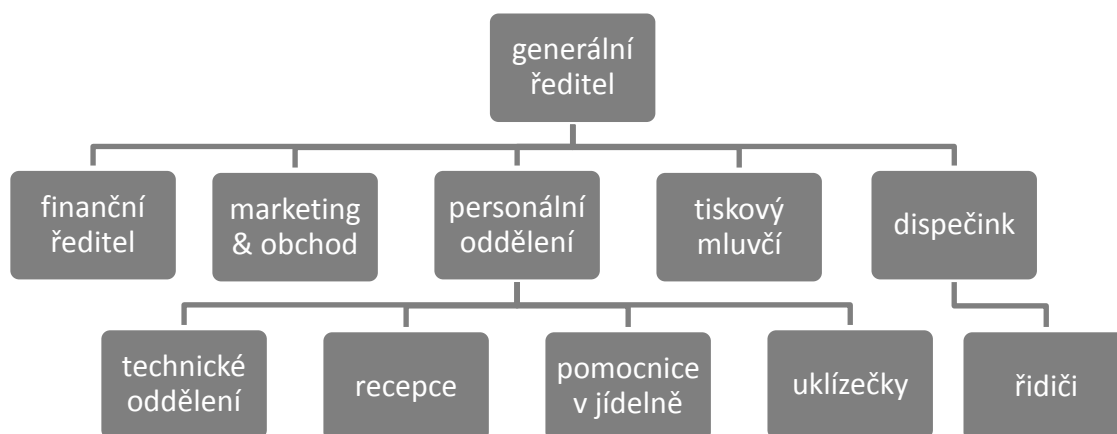 generální
ředitel
finanční
ředitel
marketing
& obchod
personální
oddělení
tiskový
mluvčí
dispečink
technické
oddělení
recepce
pomocnice
v jídelně
uklízečky
řidiči